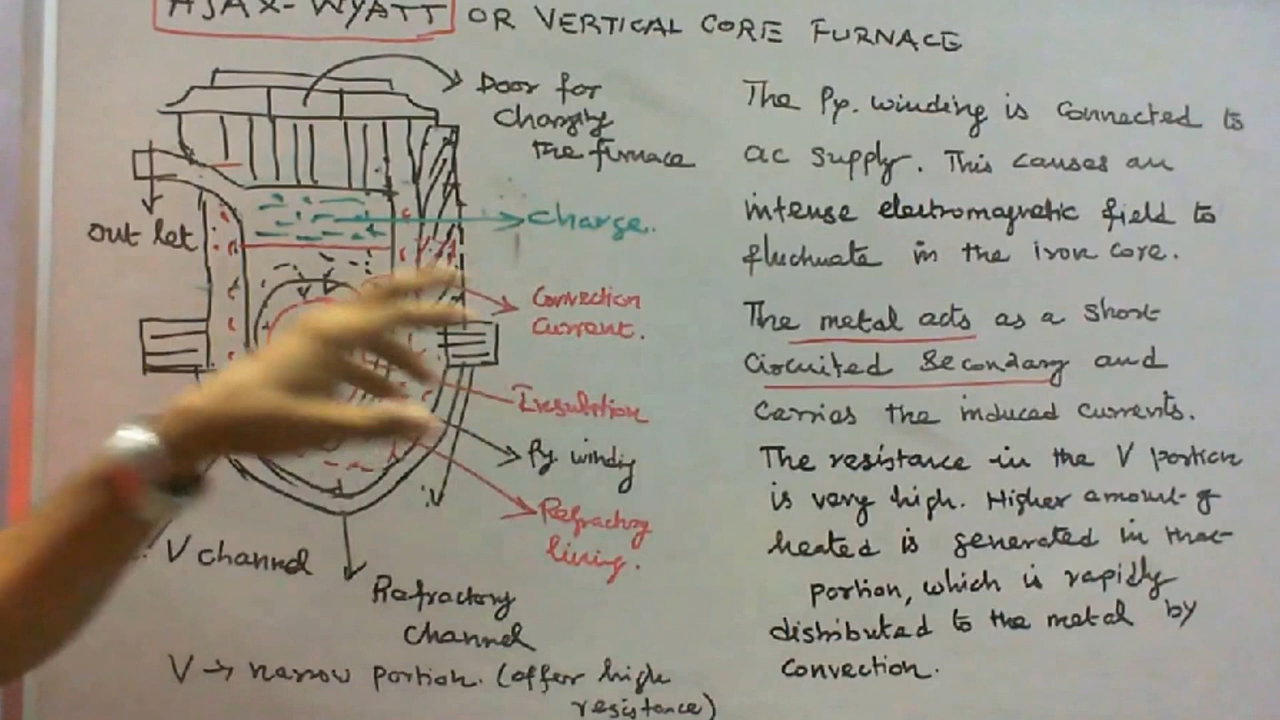 AJAX-WYATT OR VERTICAL CORE FURNACE
Door for
Charging
the furnace
out let
Charge.
Convection
Current.
Insulation
Py. winding
Refractory
lining.
V channel
Refractory
Channel
V → narrow portion. (offer high
resistance)
The Py. winding is connected to
ac supply. This causes an
intense electromagnetic field to
fluctuate in the iron core.
The metal acts as a short
Circuited Secondary and
Carries the induced currents.
The resistance in the V portion
is very high. Higher amount of
heated is generated in that
portion, which is rapidly
distributed to the metal by
Convection.